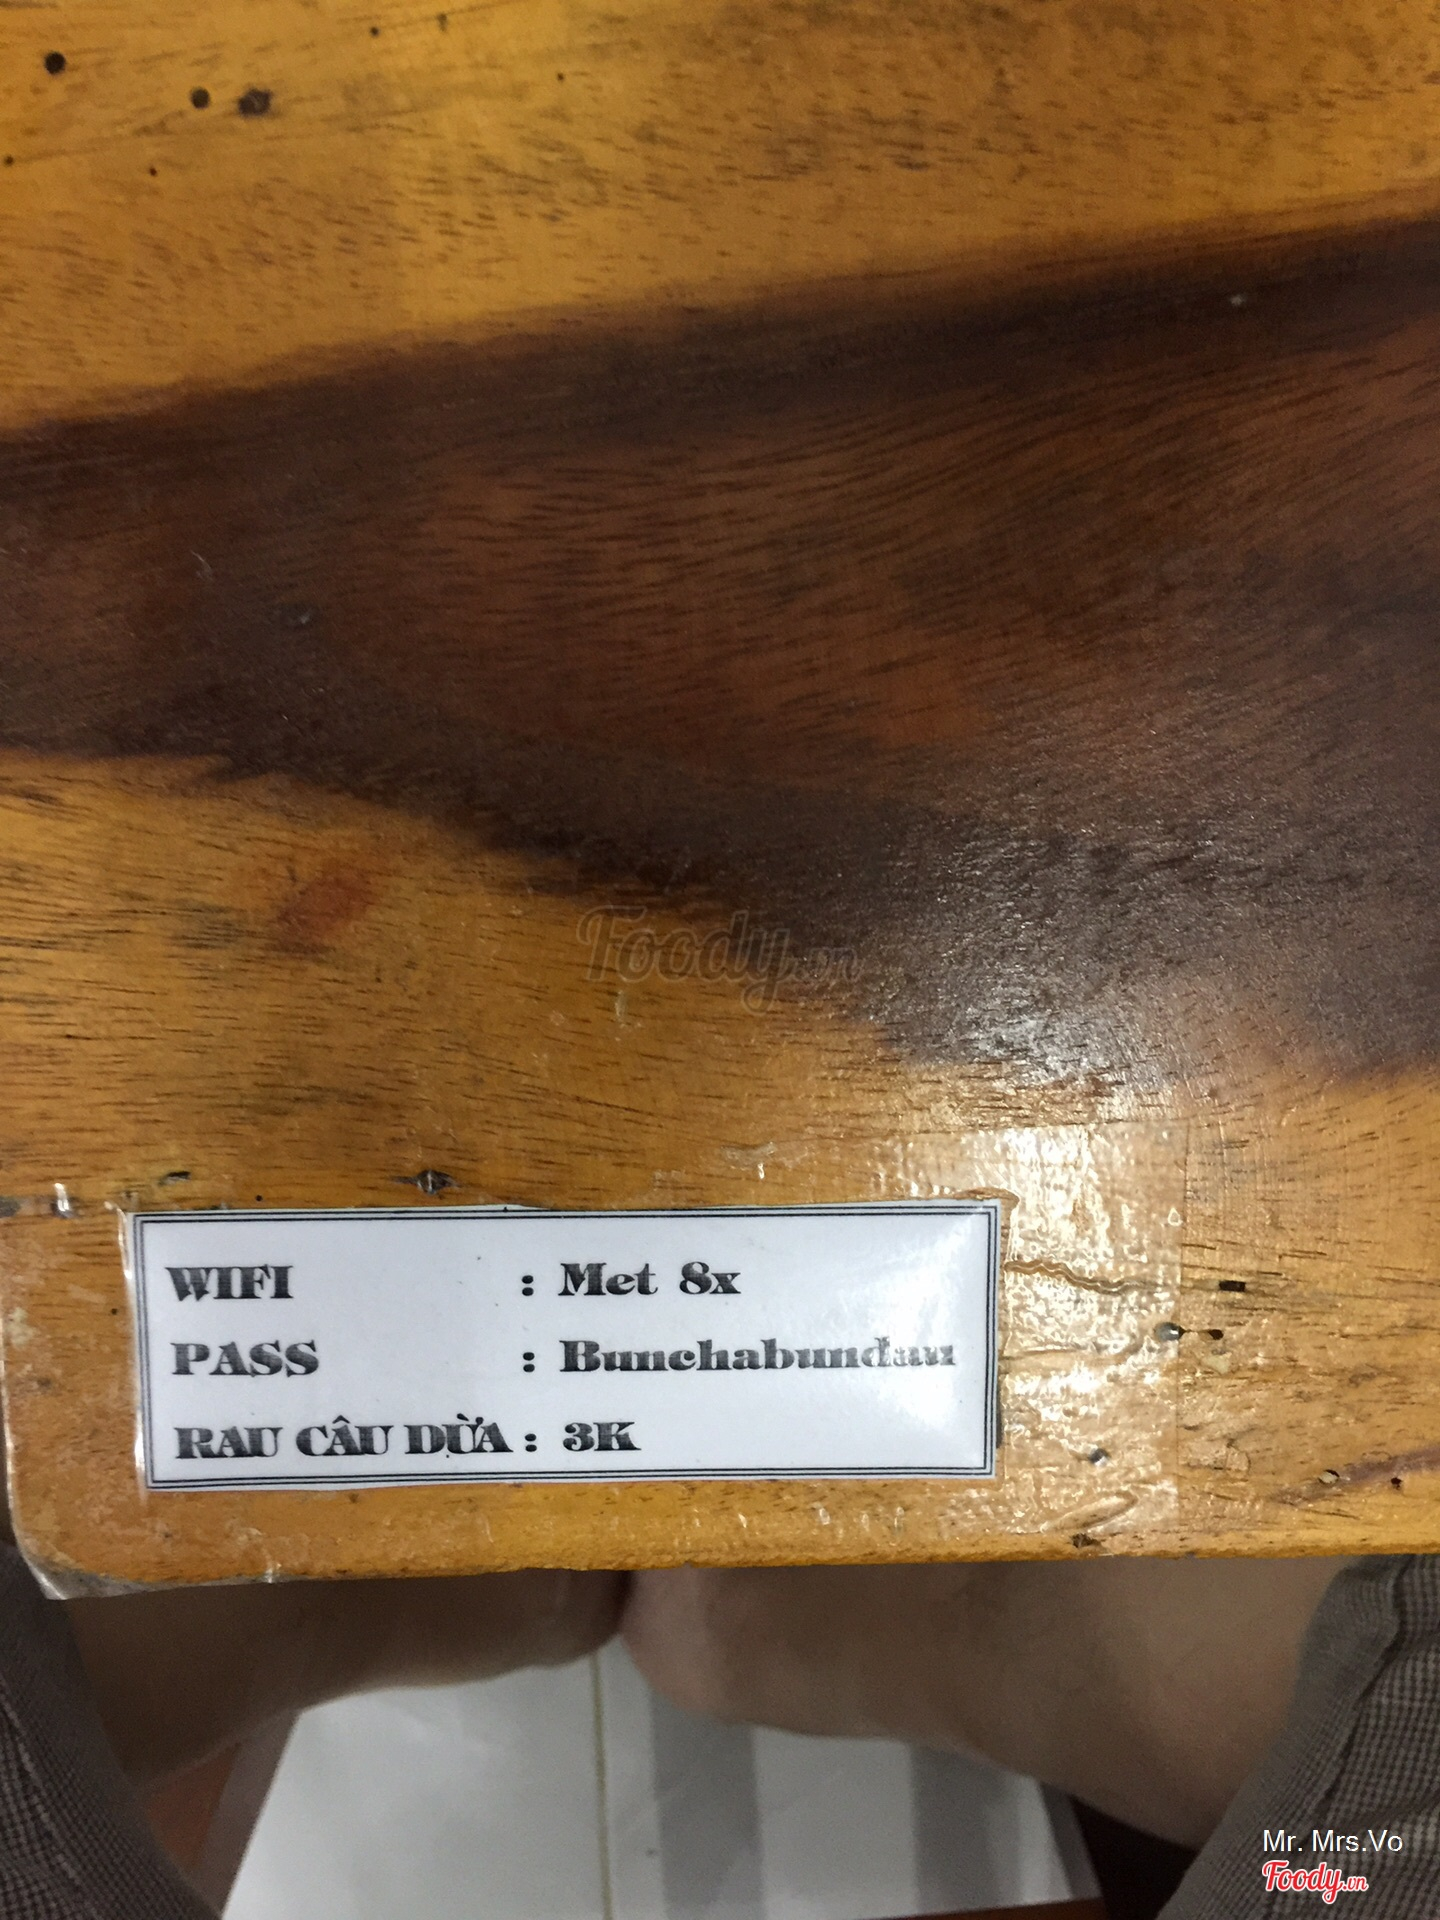 Foody.vn
WIFI : Met 8x
PASS : Bunchabundau
RAU CÂU DỪA : 3K
Mr. Mrs.Vo
Foody.vn